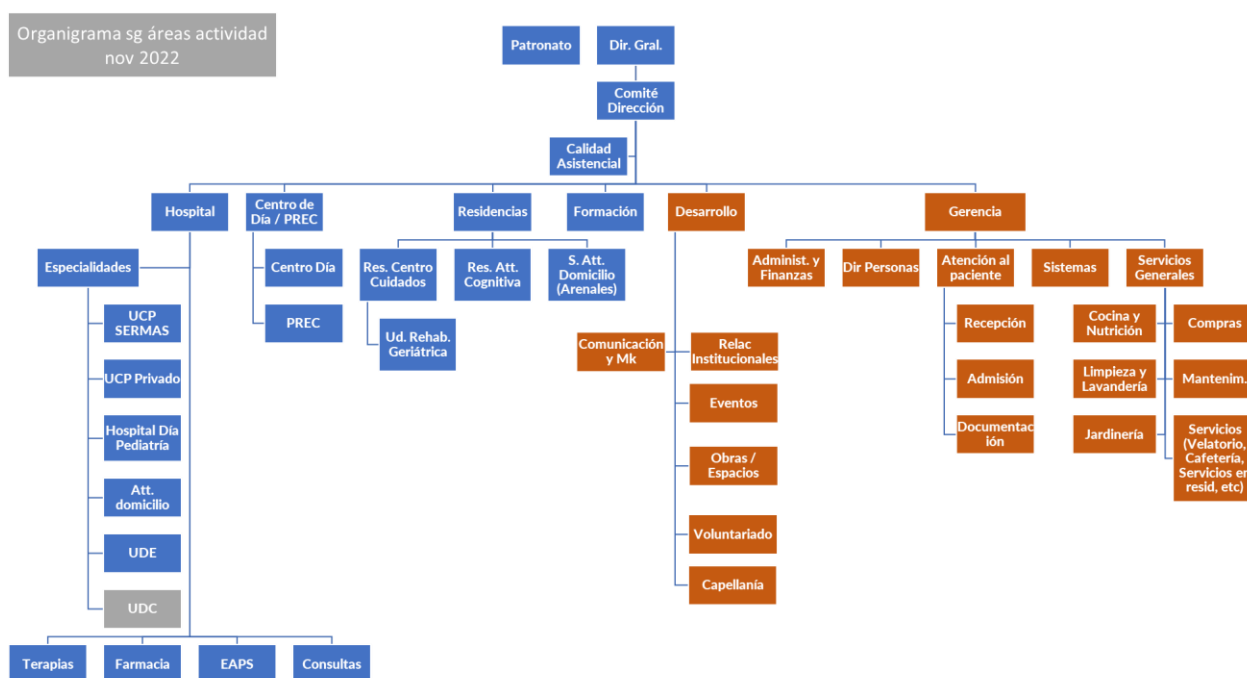 Organigrama sg áreas actividad
nov 2022
Patronato
Dir. Gral.
Comité
Dirección
Calidad
Asistencial
Hospital
Centro de
Día / PREC
Residencias
Formación
Desarrollo
Gerencia
Especialidades
Centro Día
Res. Centro
Cuidados
Res. Att.
Cognitiva
S. Att.
Domicilio
(Arenales)
Administ. y
Finanzas
Dir Personas
Atención al
paciente
Sistemas
Servicios
Generales
UCP
SERMAS
PREC
Ud. Rehab.
Geriátrica
Comunicación
y Mk
Relac
Institucionales
Recepción
Cocina y
Nutrición
Compras
UCP Privado
Eventos
Admisión
Limpieza y
Lavandería
Mantenim.
Hospital Día
Pediatría
Obras /
Espacios
Documentac
ión
Jardinería
Servicios
(Velatorio,
Cafetería,
Servicios en
resid, etc)
Att.
domicilio
UDE
Voluntariado
UDC
Capellanía
Terapias
Farmacia
EAPS
Consultas